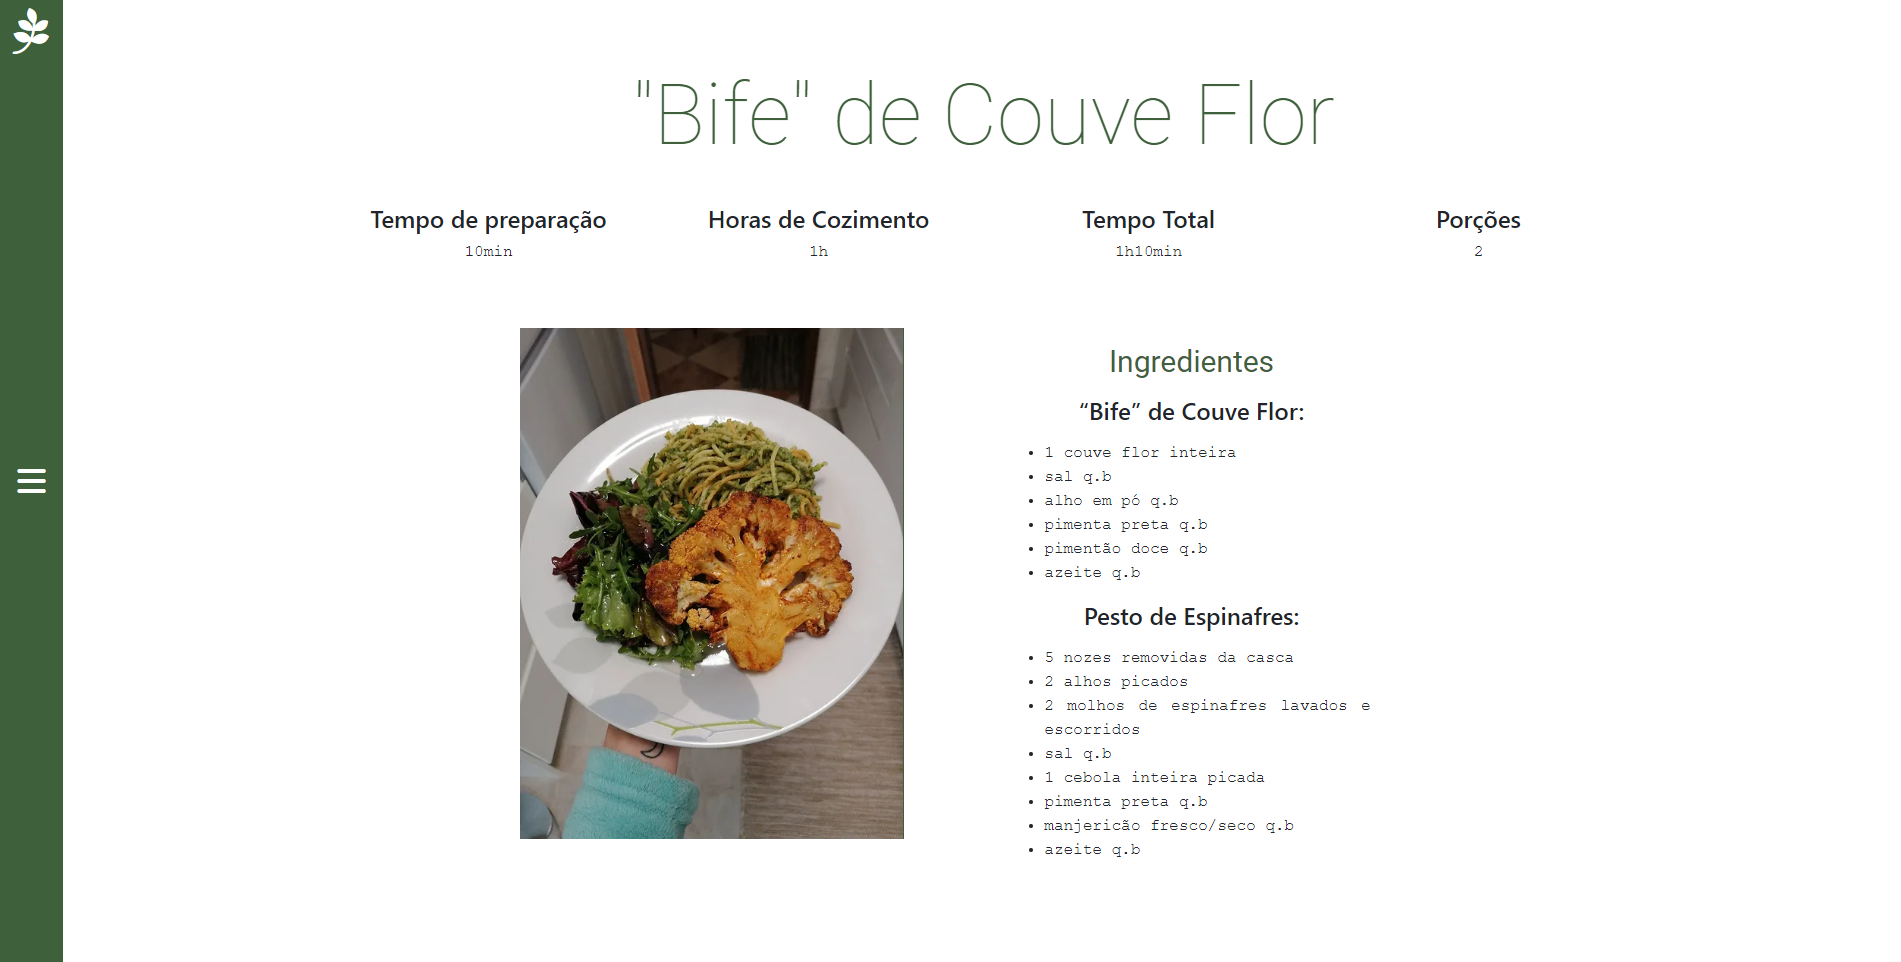 "Bife" de Couve Flor
Tempo de preparação
10min
Horas de Cozimento
1h
Tempo Total
1h10min
Porções
2
Ingredientes
“Bife” de Couve Flor:
• 1 couve flor inteira
• sal q.b
• alho em pó q.b
• pimenta preta q.b
• pimentão doce q.b
• azeite q.b
Pesto de Espinafres:
• 5 nozes removidas da casca
• 2 alhos picados
• 2 molhos de espinafres lavados e
escorridos
• sal q.b
• 1 cebola inteira picada
• pimenta preta q.b
• manjericão fresco/seco q.b
• azeite q.b